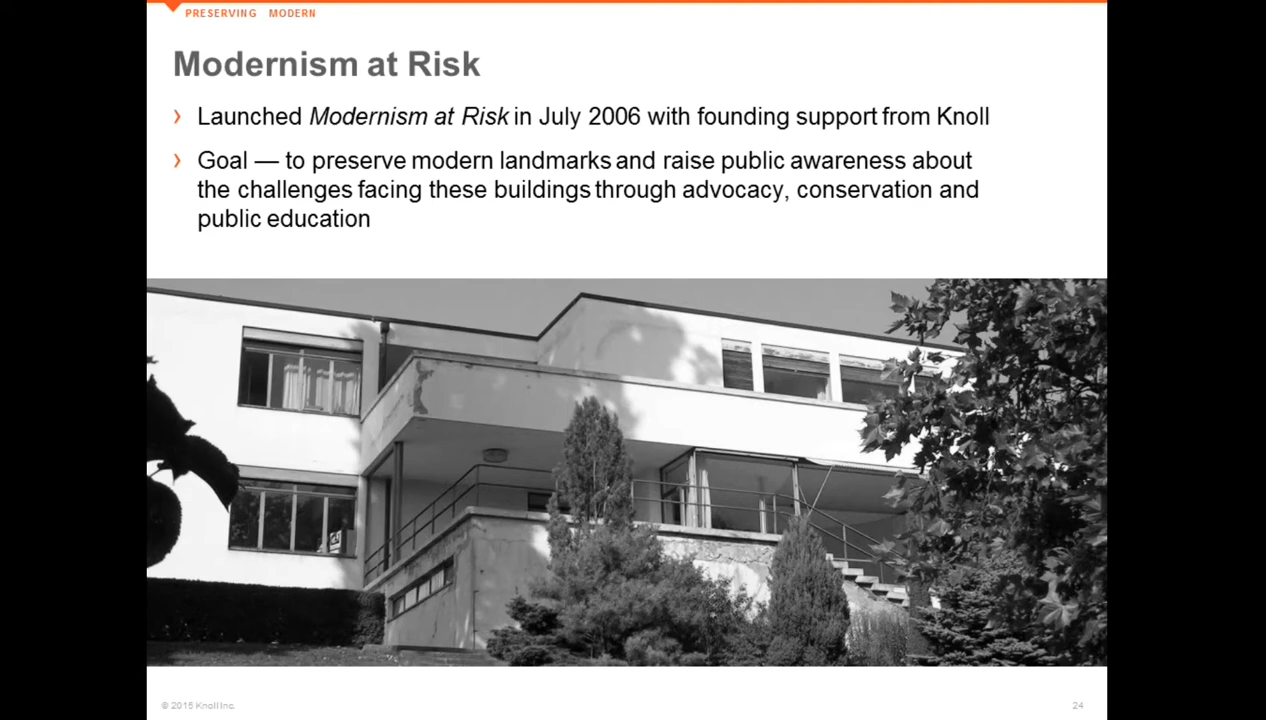 PRESERVING MODERN
Modernism at Risk
› Launched Modernism at Risk in July 2006 with founding support from Knoll
› Goal — to preserve modern landmarks and raise public awareness about
the challenges facing these buildings through advocacy, conservation and
public education
© 2015 Knoll Inc.
24